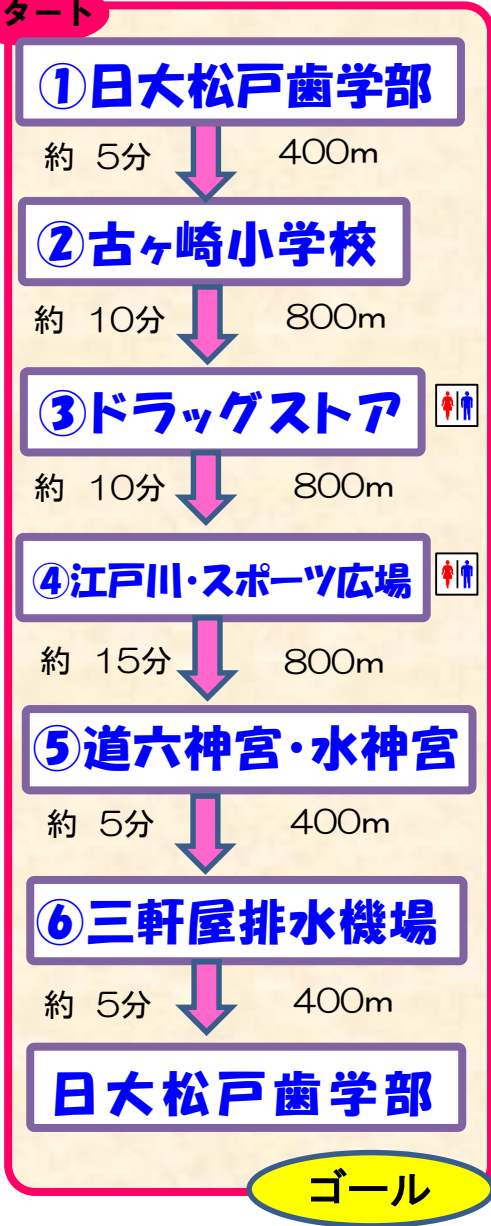 タート
①日大松戸歯学部
約 5分 400m
②古ヶ崎小学校
約 10分 800m
③ドラッグストア
約 10分 800m
④江戸川・スポーツ広場
約 15分 800m
⑤道六神宮・水神宮
約 5分 400m
⑥三軒屋排水機場
約 5分 400m
日大松戸歯学部
ゴール